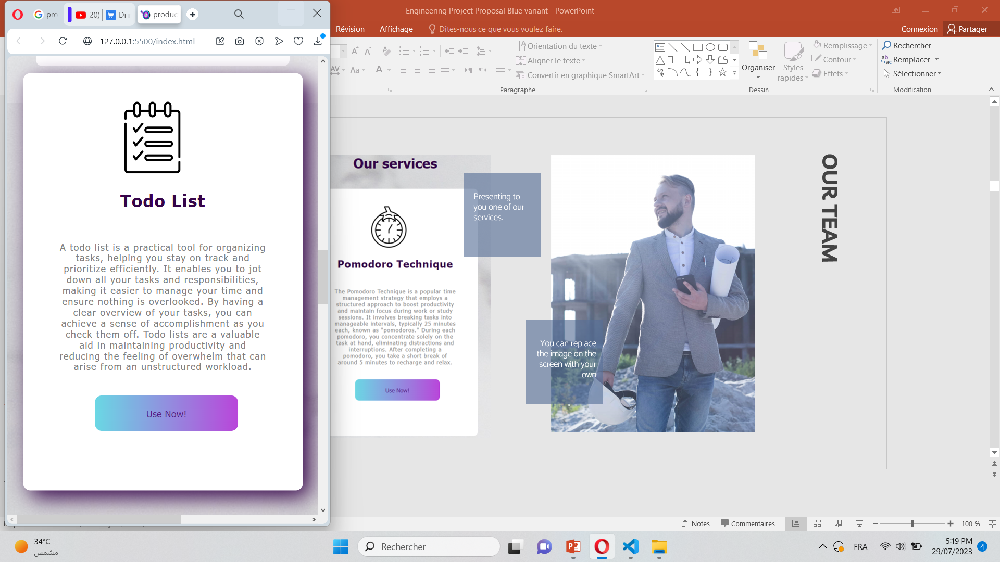 pro
20)
Drin
produc
127.0.0.1:5500/index.html
Todo List
A todo list is a practical tool for organizing
tasks, helping you stay on track and
prioritize efficiently. It enables you to jot
down all your tasks and responsibilities,
making it easier to manage your time and
ensure nothing is overlooked. By having a
clear overview of your tasks, you can
achieve a sense of accomplishment as you
check them off. Todo lists are a valuable
aid in maintaining productivity and
reducing the feeling of overwhelm that can
arise from an unstructured workload.
Use Now!
Engineering Project Proposal Blue variant - PowerPoint
Révision
Affichage
Dites-nous ce que vous voulez faire.
Connexion
Partager
AV
Aa
A
Orientation du texte
Aligner le texte
Convertir en graphique SmartArt
Paragraphe
Organiser
Styles
rapides
Remplissage
Contour
Effets
Dessin
Rechercher
Remplacer
Sélectionner
Modification
Our services
Pomodoro Technique
The Pomodoro Technique is a popular time
management strategy that employs a
structured approach to boost productivity
and maintain focus during work or study
sessions. It involves breaking tasks into
manageable intervals, typically 25 minutes
each, known as "pomodoros." During each
pomodoro, you concentrate solely on the
task at hand, eliminating distractions and
interruptions. After completing a
pomodoro, you take a short break of
around 5 minutes to recharge and relax.
Use Now!
Presenting to
you one of our
services.
You can replace
the image on the
screen with your
own
OUR TEAM
Notes
Commentaires
100 %
34°C
مشمس
Rechercher
FRA
5:19 PM
29/07/2023
4